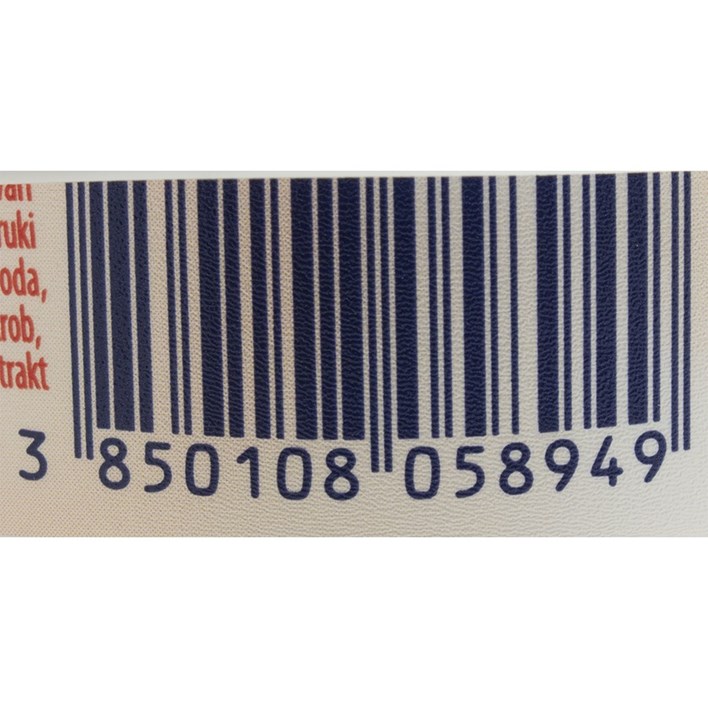 ruki
oda,
rob,
trakt
3 850108 058949